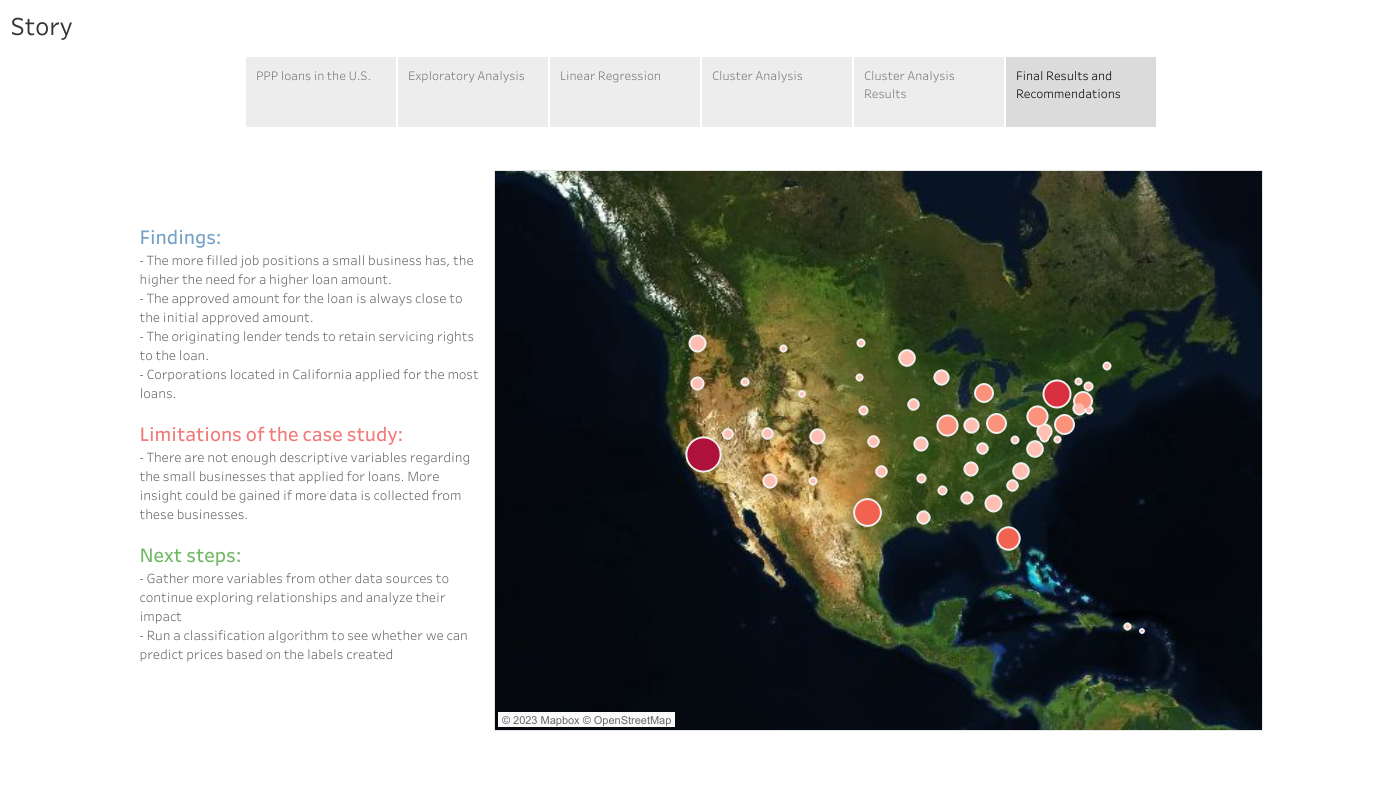 Story
PPP loans in the U.S.
Exploratory Analysis
Linear Regression
Cluster Analysis
Cluster Analysis
Results
Final Results and
Recommendations
Findings:
- The more filled job positions a small business has, the
higher the need for a higher loan amount.
- The approved amount for the loan is always close to
the initial approved amount.
- The originating lender tends to retain servicing rights
to the loan.
- Corporations located in California applied for the most
loans.
Limitations of the case study:
- There are not enough descriptive variables regarding
the small businesses that applied for loans. More
insight could be gained if more data is collected from
these businesses.
Next steps:
- Gather more variables from other data sources to
continue exploring relationships and analyze their
impact
- Run a classification algorithm to see whether we can
predict prices based on the labels created
© 2023 Mapbox © OpenStreetMap